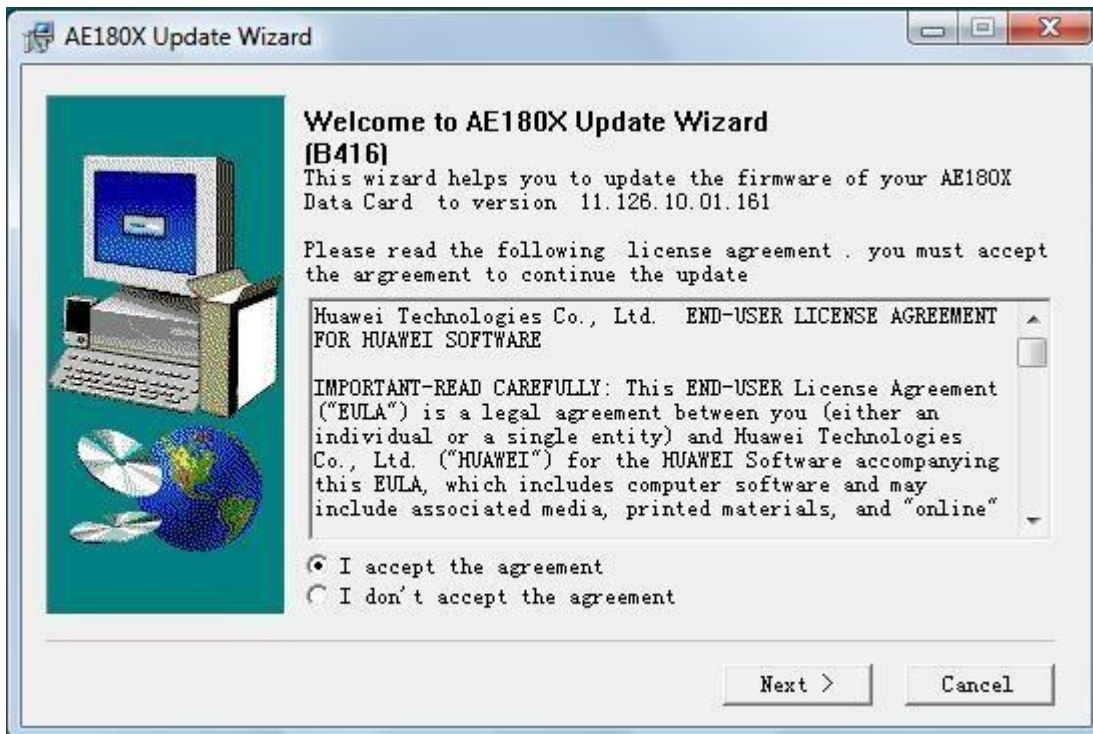 AE180X Update Wizard
Welcome to AE180X Update Wizard
(B416)
This wizard helps you to update the firmware of your AE180X
Data Card  to version  11.126.10.01.161
Please read the following  license agreement . you must accept
the argreement to continue the update
Huawei Technologies Co., Ltd.  END-USER LICENSE AGREEMENT
FOR HUAWEI SOFTWARE
IMPORTANT-READ CAREFULLY: This END-USER License Agreement
("EULA") is a legal agreement between you (either an
individual or a single entity) and Huawei Technologies
Co., Ltd. ("HUAWEI") for the HUAWEI Software accompanying
this EULA, which includes computer software and may
include associated media, printed materials, and "online"
I accept the agreement
I don't accept the agreement
Next >
Cancel